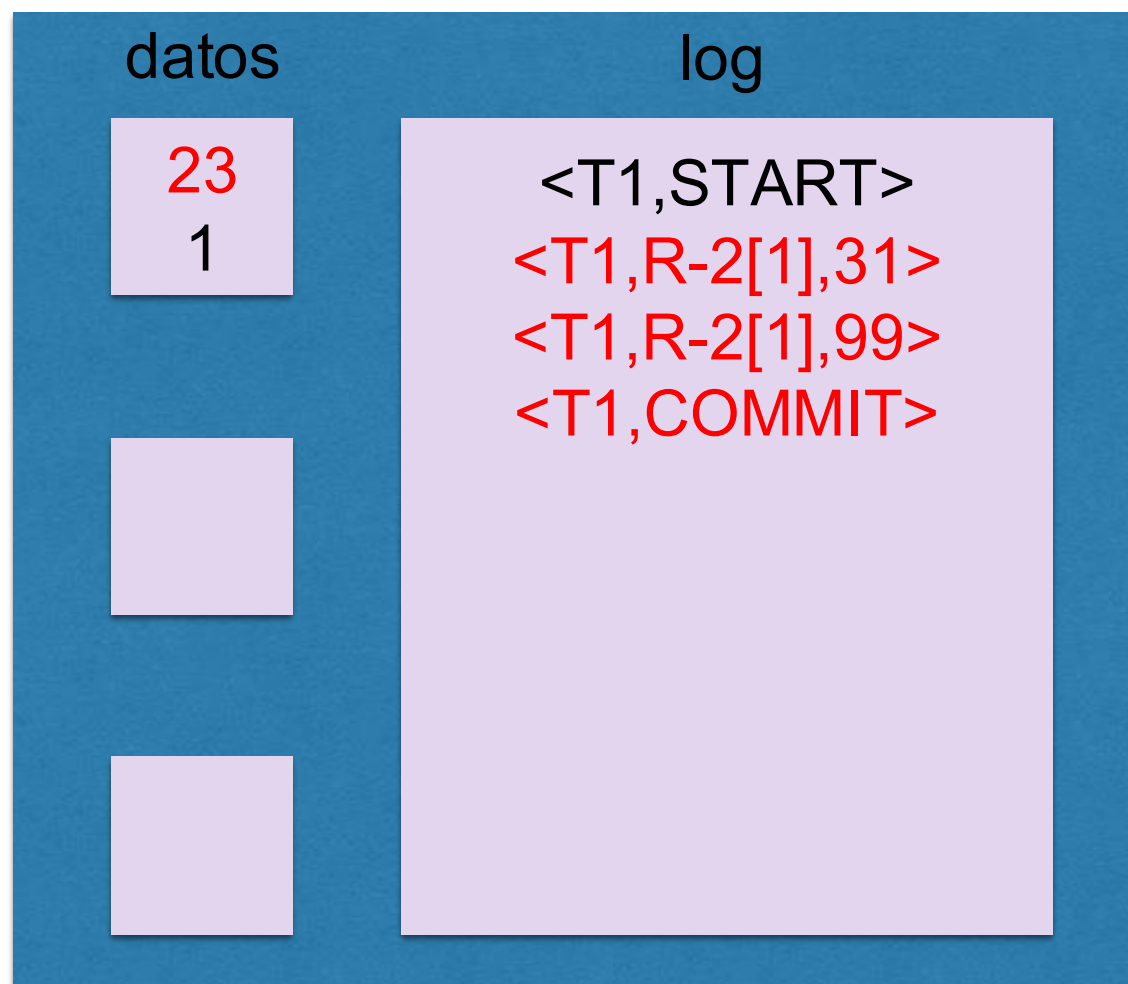 datos
log
23
1
<T1,START>
<T1,R-2[1],31>
<T1,R-2[1],99>
<T1,COMMIT>